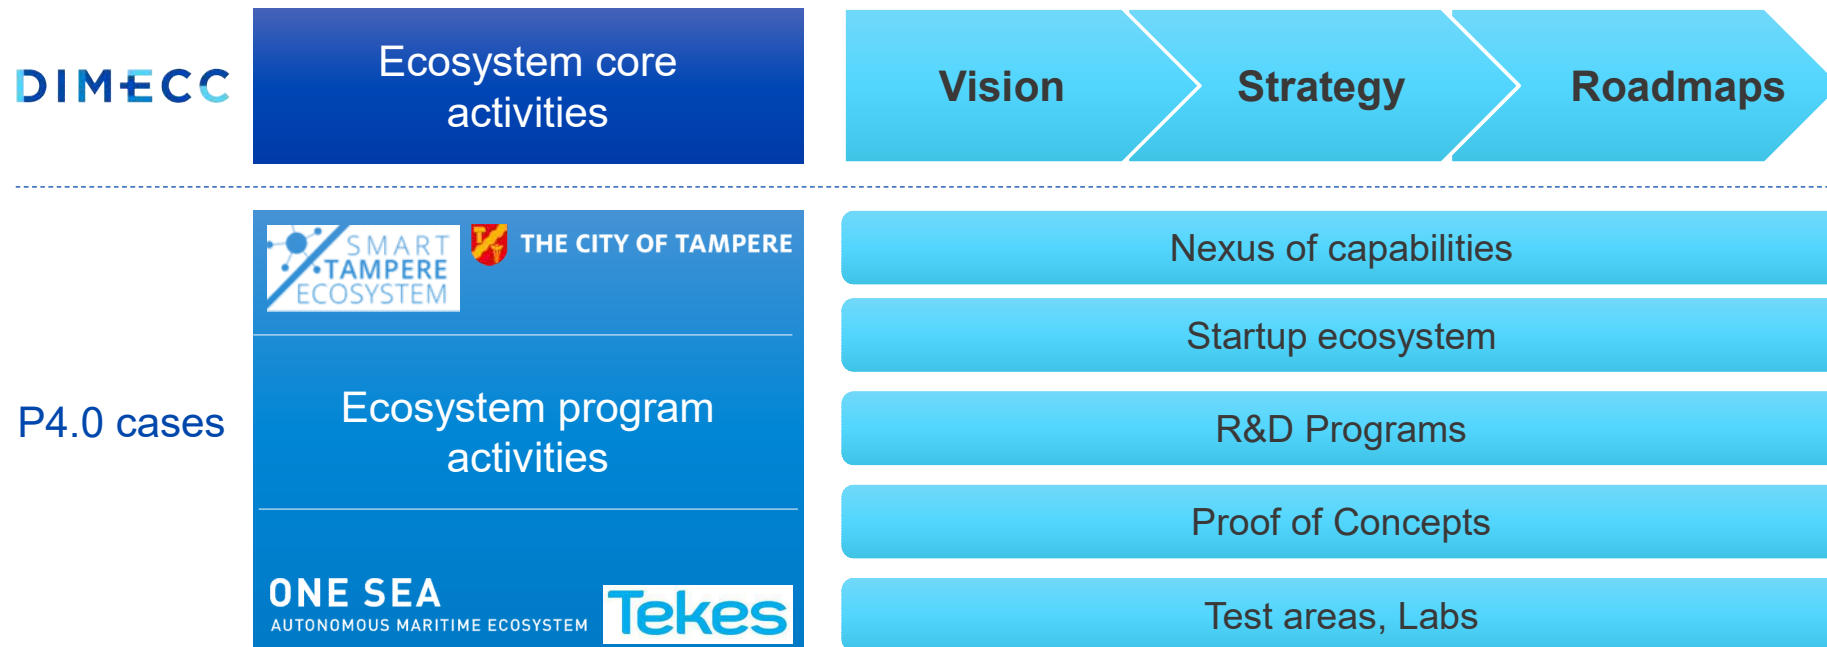 DIMECC
Ecosystem core
activities
Vision
Strategy
Roadmaps
SMART
TAMPERE
ECOSYSTEM
THE CITY OF TAMPERE
P4.0 cases
Ecosystem program
activities
ONE SEA
AUTONOMOUS MARITIME ECOSYSTEM
Tekes
Nexus of capabilities
Startup ecosystem
R&D Programs
Proof of Concepts
Test areas, Labs